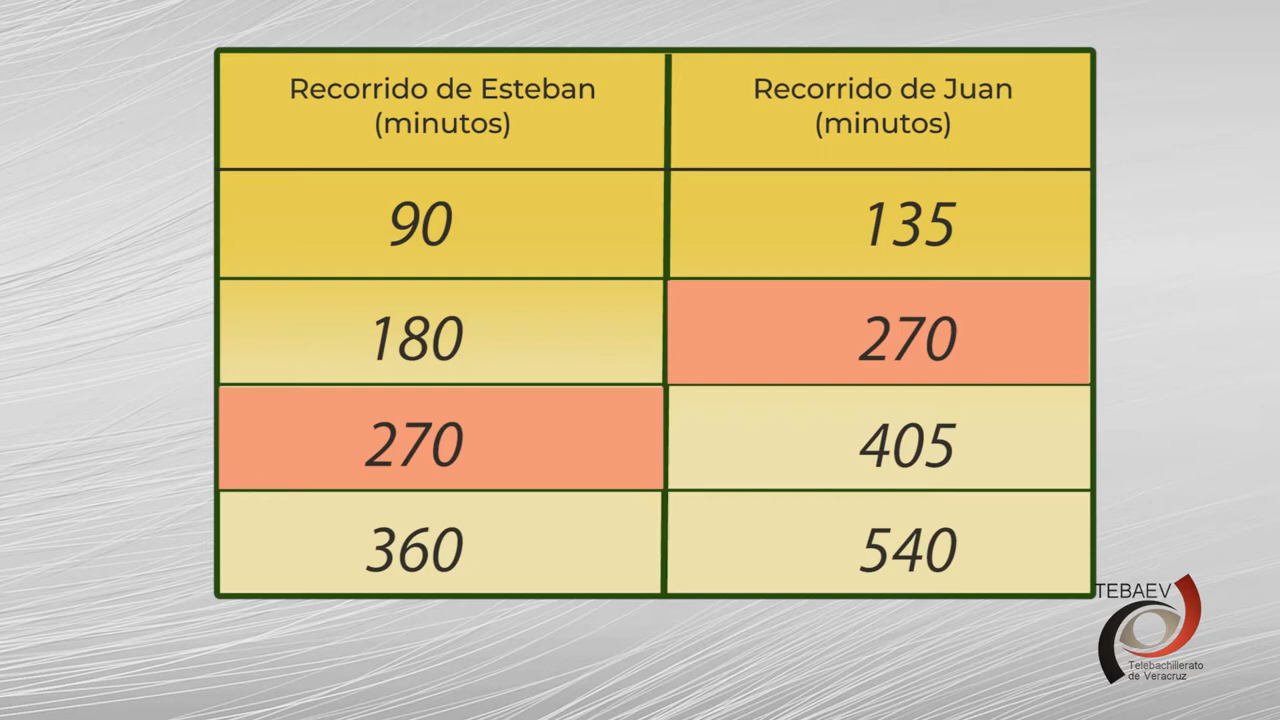 Recorrido de Esteban
(minutos)
Recorrido de Juan
(minutos)
90
135
180
270
270
405
360
540
TEBAEV
Telebachillerato
de Veracruz